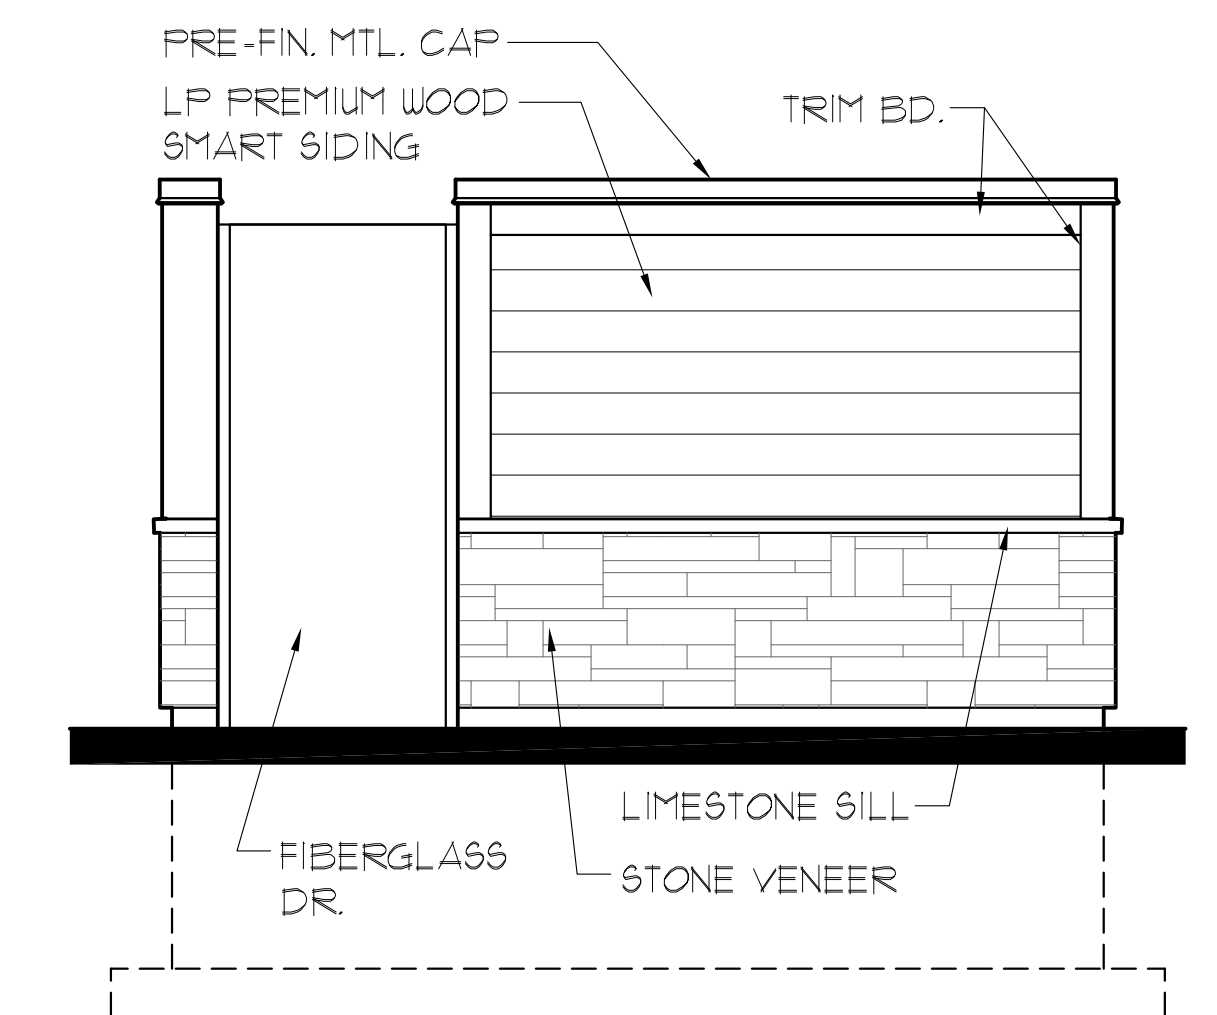 PRE-FIN. MTL. CAP
LP PREMIUM WOOD
SMART SIDING
TRIM BD.
LIMESTONE SILL
FIBERGLASS
DR.
STONE VENEER